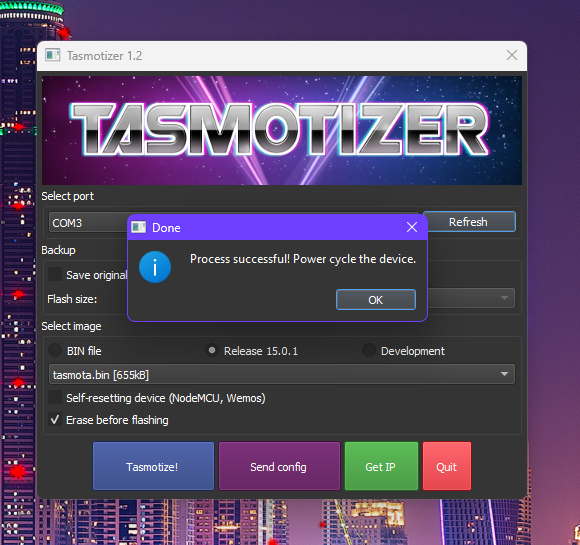 Tasmotizer 1.2
TASMOTIZER
Select port
COM3
Refresh
Done
Process successful! Power cycle the device.
OK
Backup
Save original
Flash size:
Select image
BIN file
Release 15.0.1
Development
tasmota.bin [655kB]
Self-resetting device (NodeMCU, Wemos)
Erase before flashing
Tasmotize!
Send config
Get IP
Quit